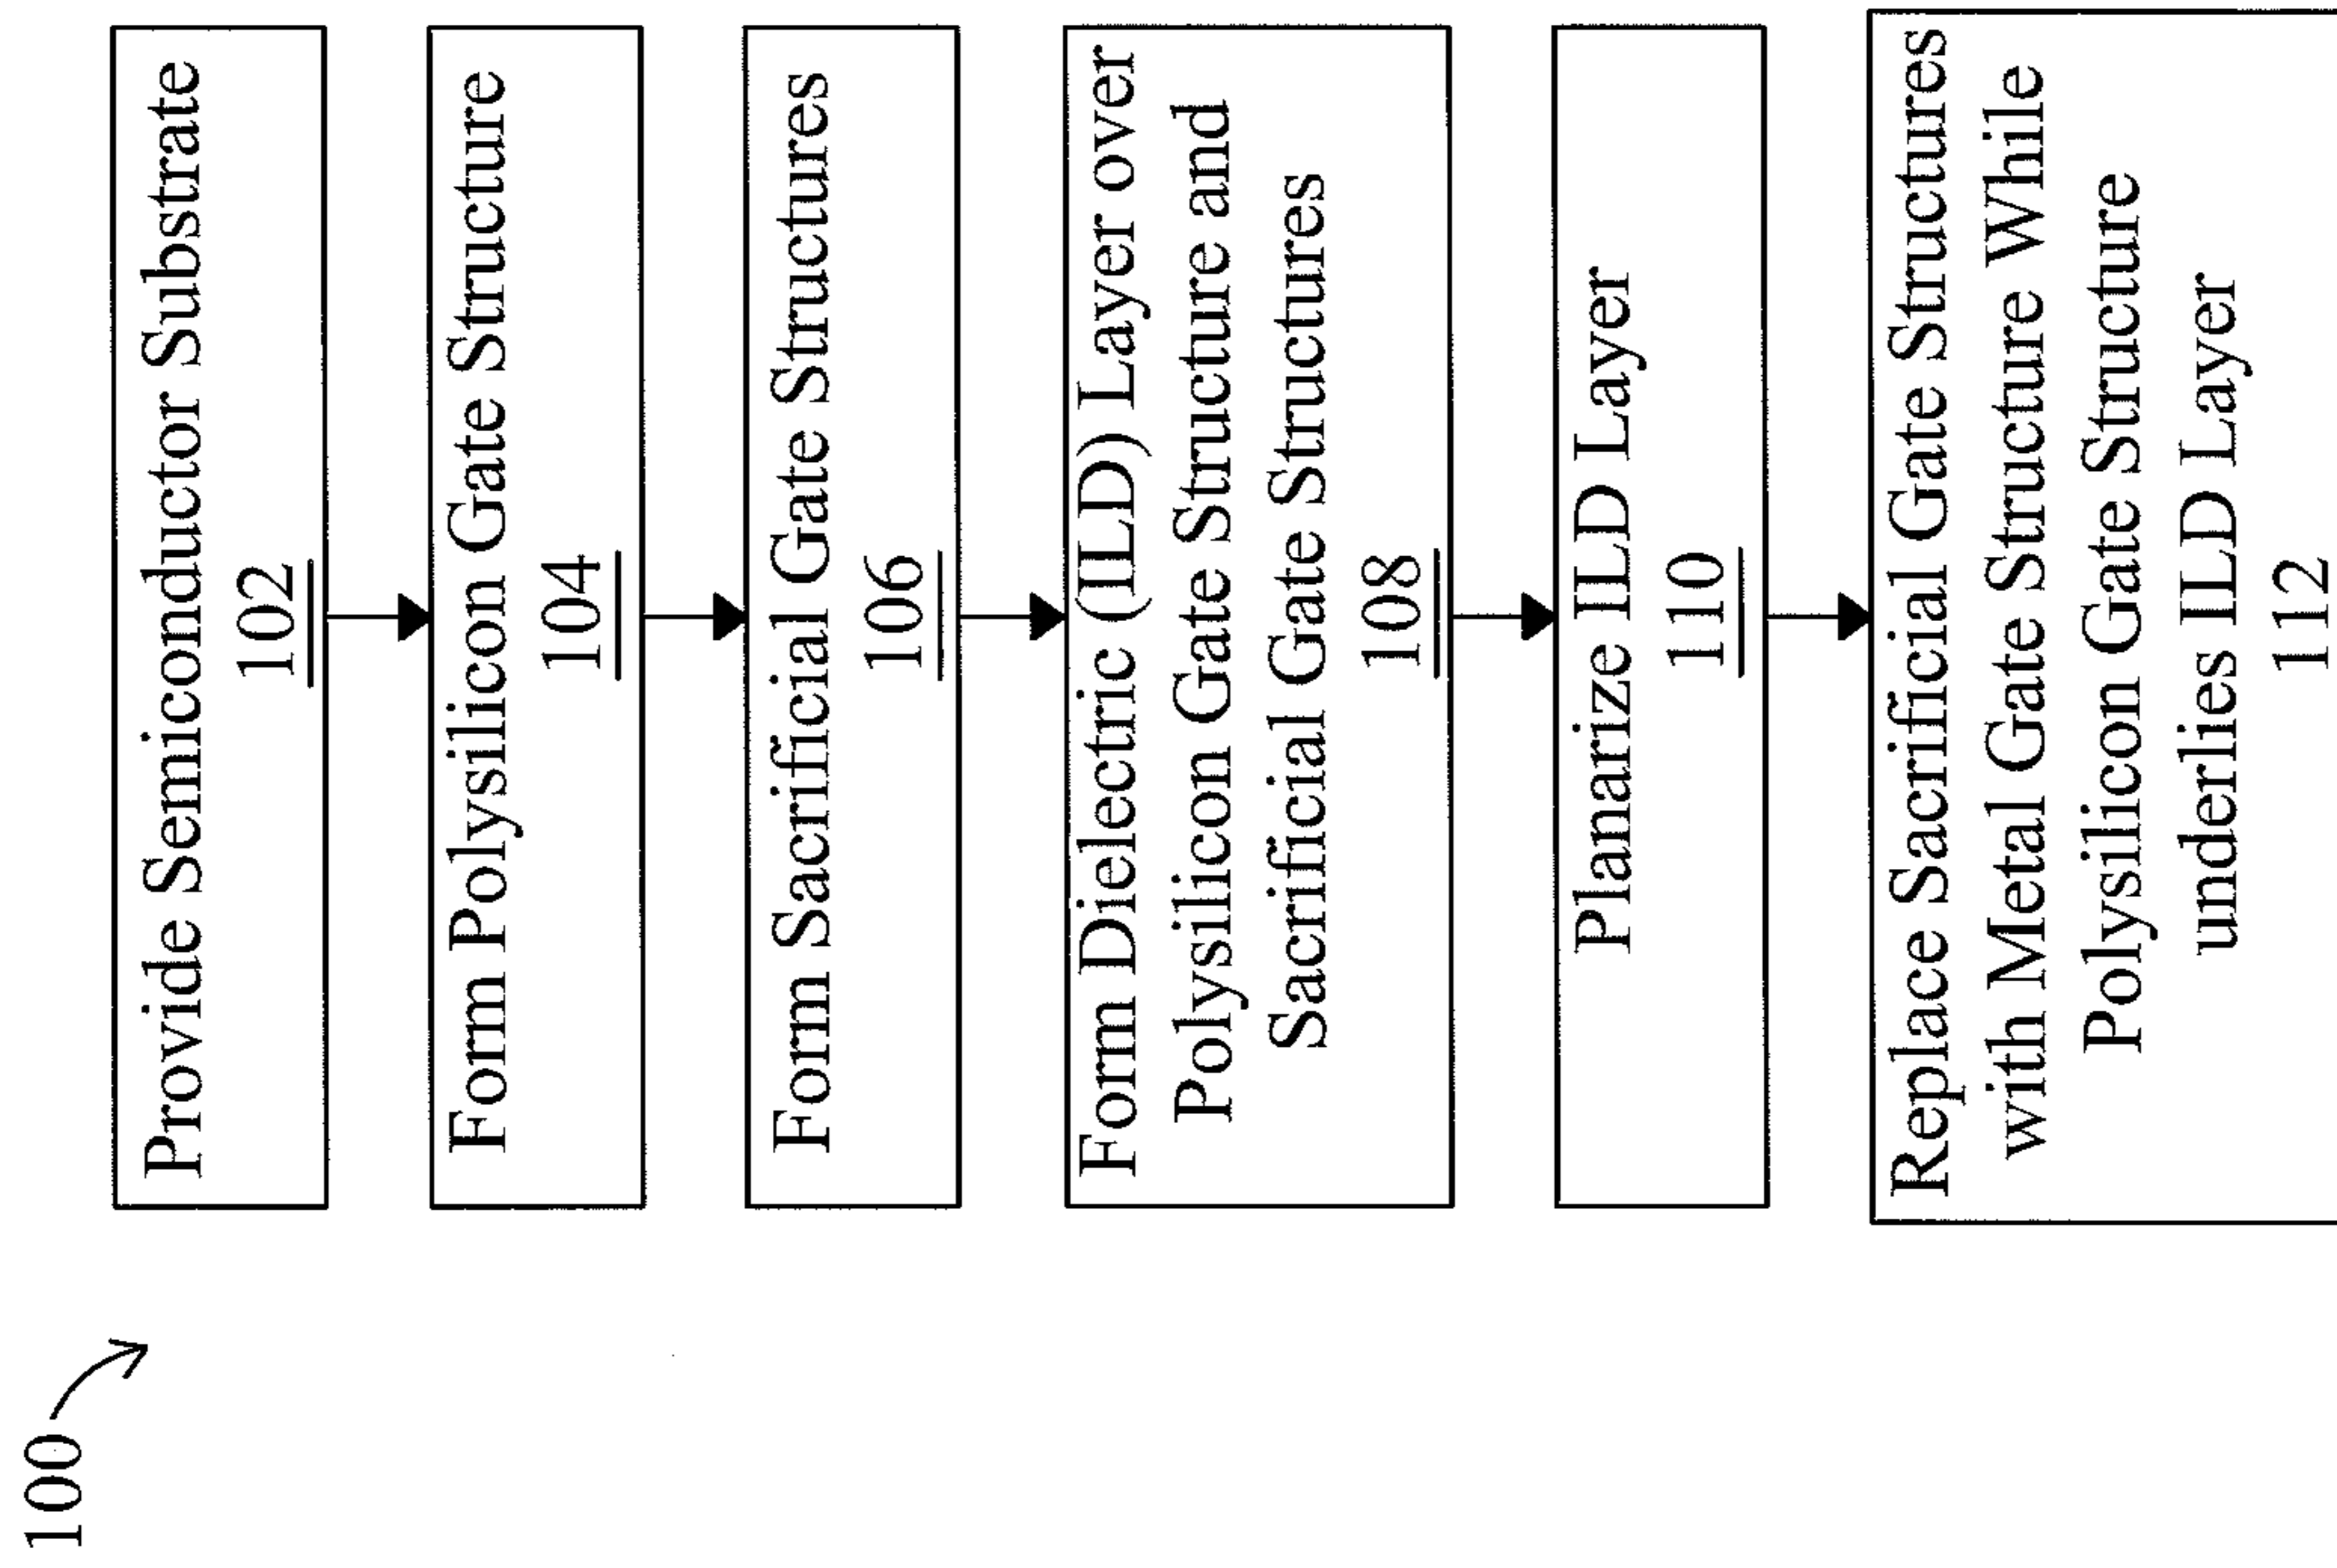 100
Provide Semiconductor Substrate
102
Form Polysilicon Gate Structure
104
Form Sacrificial Gate Structures
106
Form Dielectric (ILD) Layer over
Polysilicon Gate Structure and
Sacrificial Gate Structures
108
Planarize ILD Layer
110
Replace Sacrificial Gate Structures
with Metal Gate Structure While
Polysilicon Gate Structure
underlies ILD Layer
112